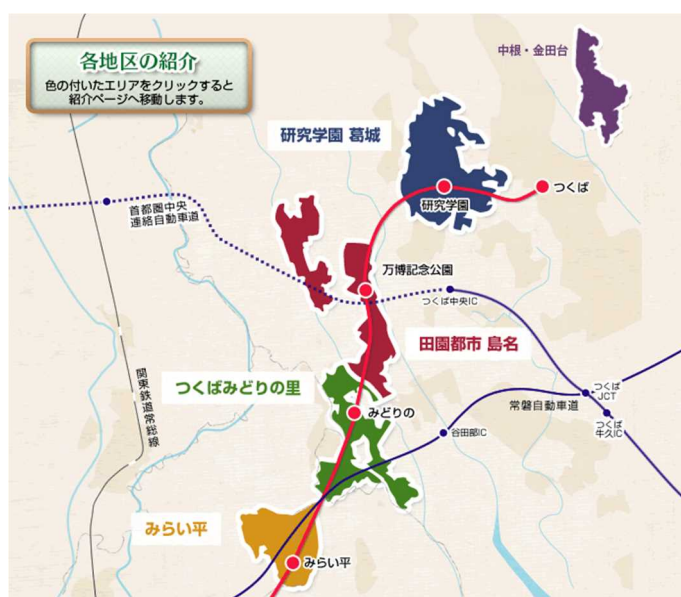 各地区の紹介
色の付いたエリアをクリックすると
紹介ページへ移動します。
中根・金田台
研究学園 葛城
つくば
研究学園
首都圏中央
連絡自動車道
万博記念公園
つくば中央IC
田園都市 島名
つくばみどりの里
関東鉄道常総線
みどりの
常磐自動車道
つくば
JCT
つくば
牛久IC
谷田部IC
みらい平
みらい平